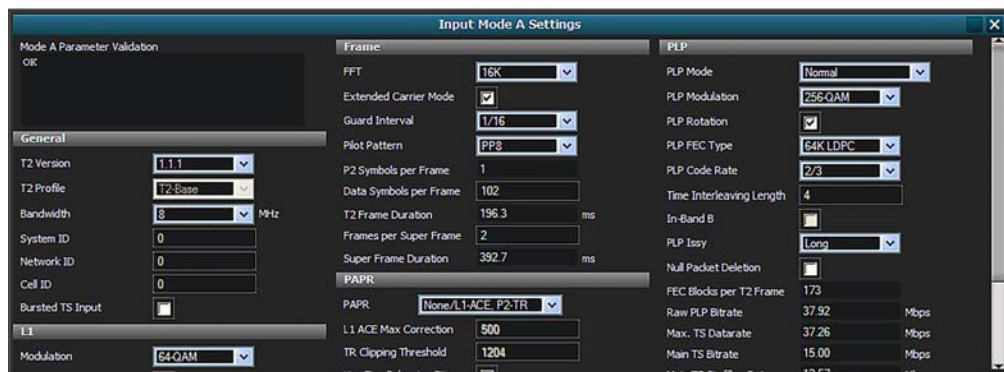 Input Mode A Settings
Mode A Parameter Validation
OK
General
T2 Version 1.1.1
T2 Profile T2-Base
Bandwidth 8 MHz
System ID 0
Network ID 0
Cell ID 0
Bursted TS Input
L1
Modulation 64-QAM
Frame
FFT 16K
Extended Carrier Mode
Guard Interval 1/16
Pilot Pattern PP8
P2 Symbols per Frame 1
Data Symbols per Frame 102
T2 Frame Duration 196.3 ms
Frames per Super Frame 2
Super Frame Duration 392.7 ms
PAPR
PAPR None/L1-ACE, P2-TR
L1 ACE Max Correction 500
TR Clipping Threshold 1204
PLP
PLP Mode Normal
PLP Modulation 256-QAM
PLP Rotation
PLP FEC Type 64K LDPC
PLP Code Rate 2/3
Time Interleaving Length 4
In-Band B
PLP Issy Long
Null Packet Deletion
FEC Blocks per T2 Frame 173
Raw PLP Bitrate 37.92 Mbps
Max. TS Datarate 37.26 Mbps
Main TS Bitrate 15.00 Mbps